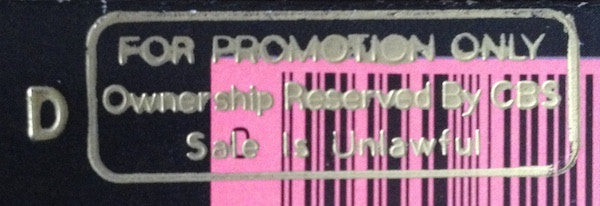 FOR PROMOTION ONLY
D
Ownership Reserved By CBS
Sale Is Unlawful